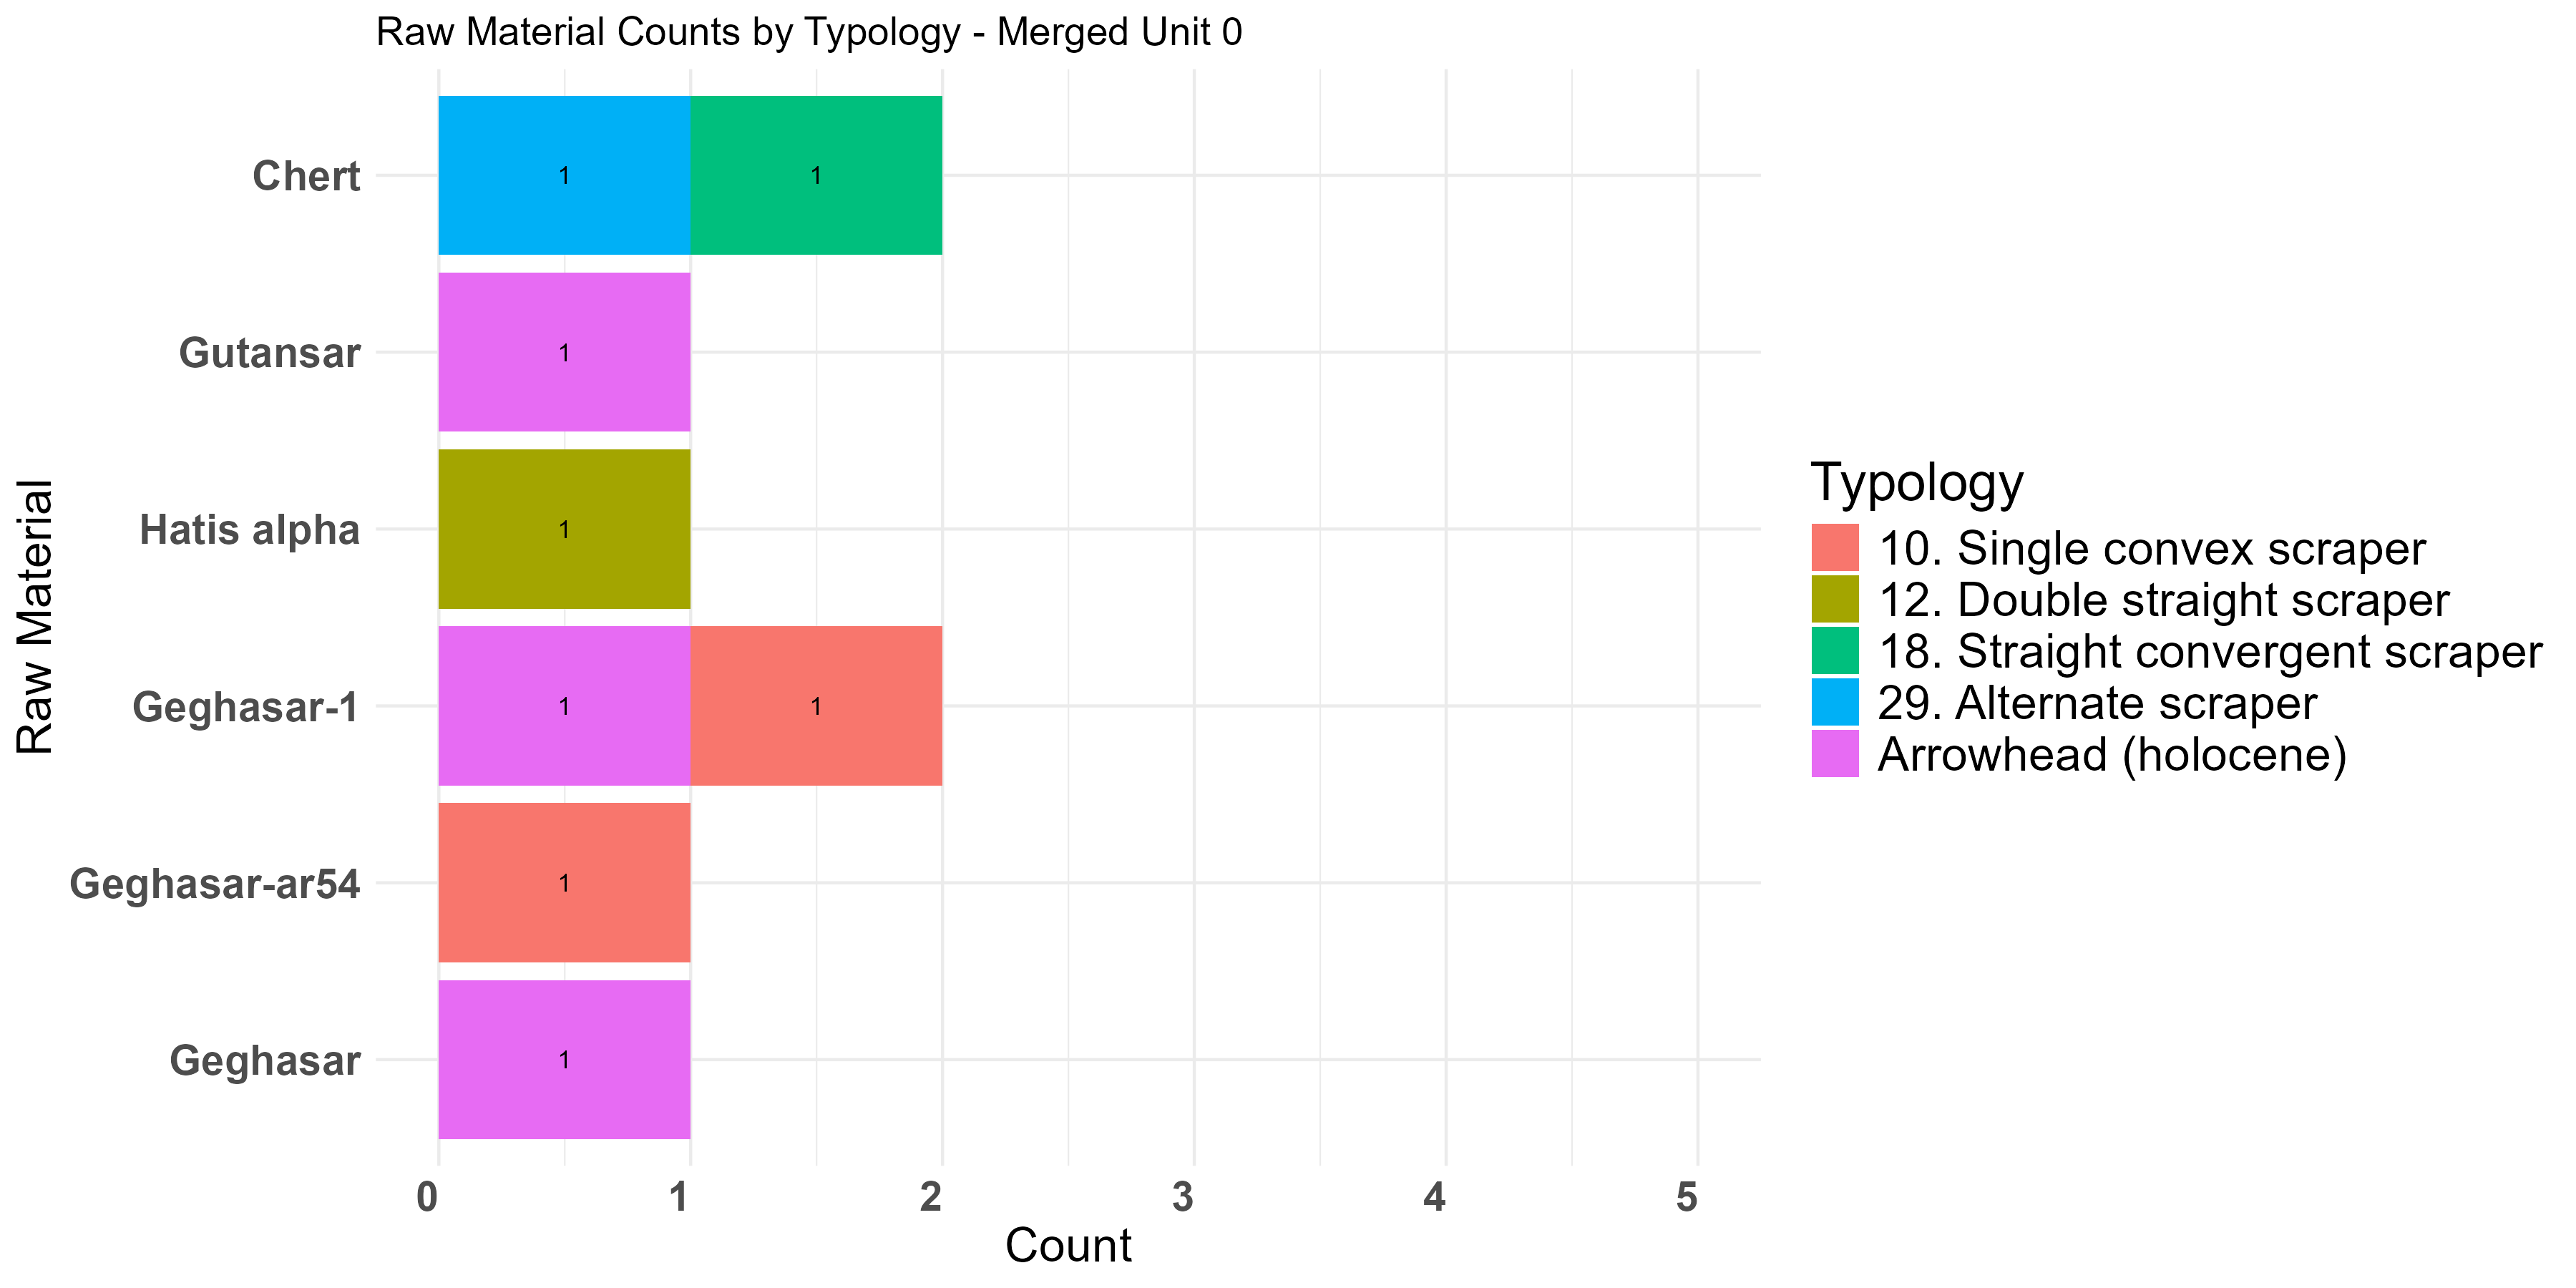 Raw Material Counts by Typology - Merged Unit 0
Raw Material
Chert
1
1
Gutansar
1
Hatis alpha
1
Geghasar-1
1
1
Geghasar-ar54
1
Geghasar
1
0
1
2
3
4
5
Count
Typology
10. Single convex scraper
12. Double straight scraper
18. Straight convergent scraper
29. Alternate scraper
Arrowhead (holocene)